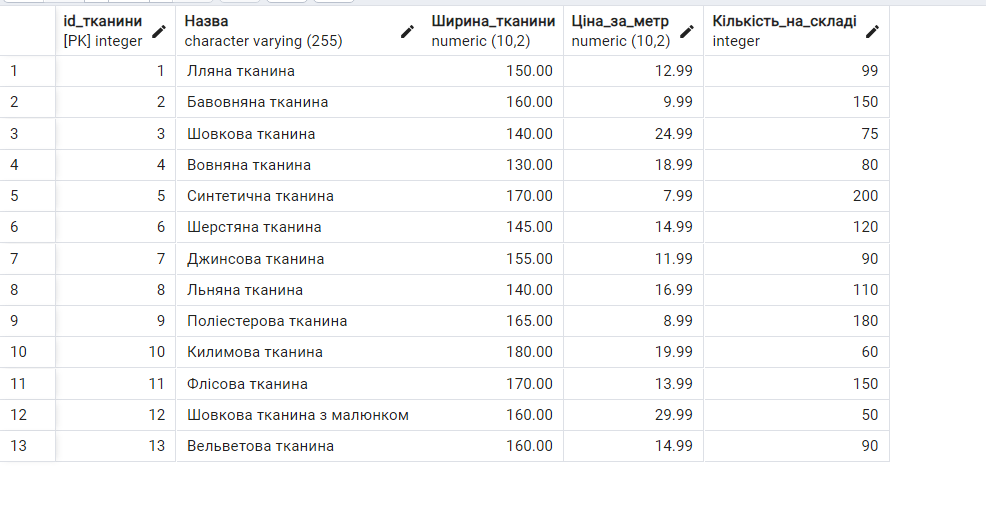 id_тканини Назва Ширина_тканини Ціна_за_метр Кількість_на_складі
[PK] integer character varying (255) numeric (10,2) numeric (10,2) integer
1 1 Лляна тканина 150.00 12.99 99
2 2 Бавовняна тканина 160.00 9.99 150
3 3 Шовкова тканина 140.00 24.99 75
4 4 Вовняна тканина 130.00 18.99 80
5 5 Синтетична тканина 170.00 7.99 200
6 6 Шерстяна тканина 145.00 14.99 120
7 7 Джинсова тканина 155.00 11.99 90
8 8 Льняна тканина 140.00 16.99 110
9 9 Поліестерова тканина 165.00 8.99 180
10 10 Килимова тканина 180.00 19.99 60
11 11 Флісова тканина 170.00 13.99 150
12 12 Шовкова тканина з малюнком 160.00 29.99 50
13 13 Вельветова тканина 160.00 14.99 90